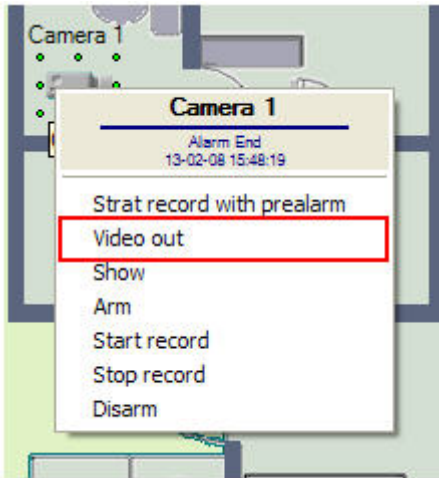 Camera 1
Camera 1
Alarm End
13-02-08 15:48:19
Strat record with prealarm
Video out
Show
Arm
Start record
Stop record
Disarm